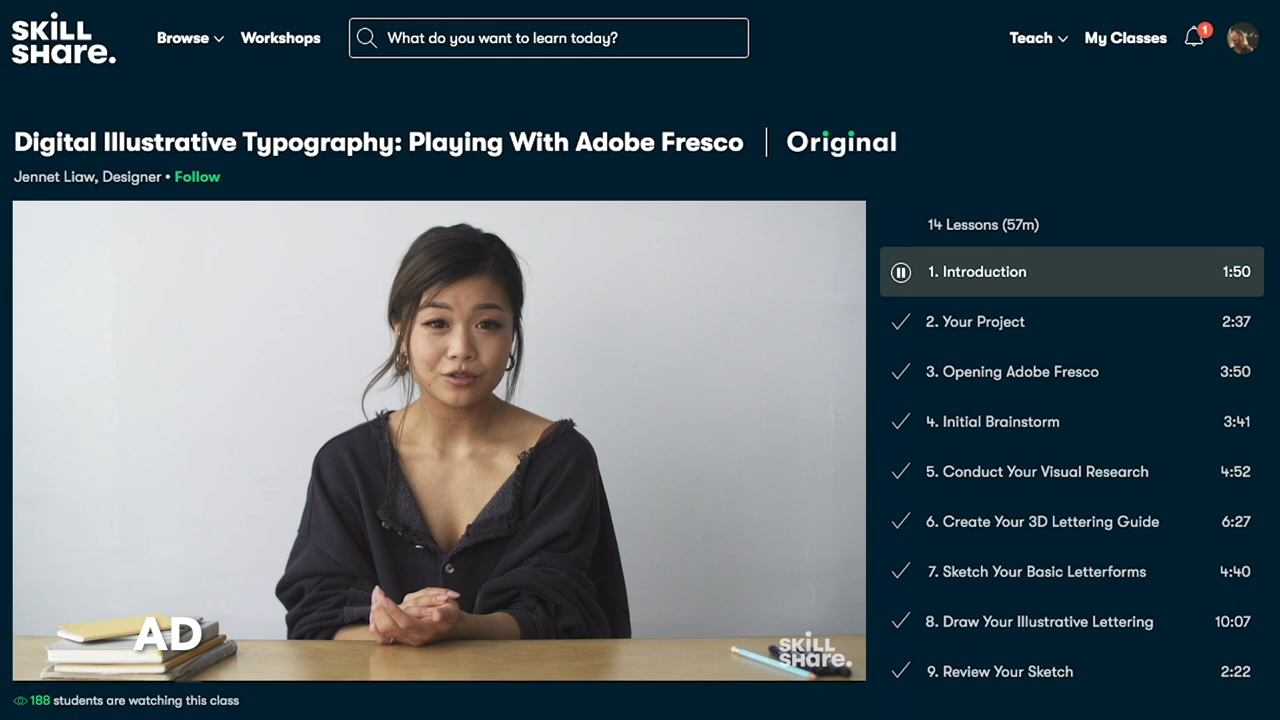 SKILL
SHARE.
Browse
Workshops
What do you want to learn today?
Teach
My Classes
1
Digital Illustrative Typography: Playing With Adobe Fresco | Original
Jennet Liaw, Designer • Follow
14 Lessons (57m)
1. Introduction 1:50
2. Your Project 2:37
3. Opening Adobe Fresco 3:50
4. Initial Brainstorm 3:41
5. Conduct Your Visual Research 4:52
6. Create Your 3D Lettering Guide 6:27
7. Sketch Your Basic Letterforms 4:40
8. Draw Your Illustrative Lettering 10:07
9. Review Your Sketch 2:22
AD
SKILL
SHARE.
188 students are watching this class